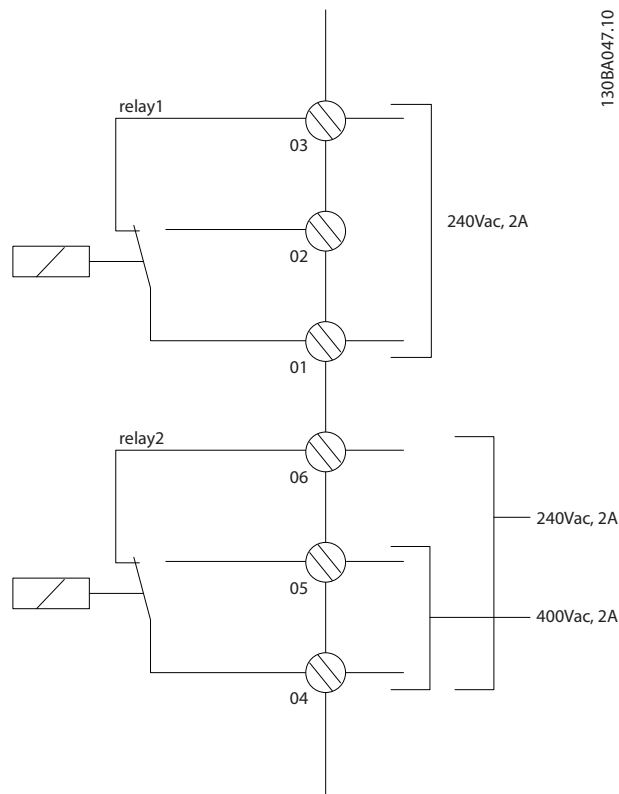 130BA047.10
relay1
03
240Vac, 2A
02
01
relay2
06
240Vac, 2A
05
400Vac, 2A
04